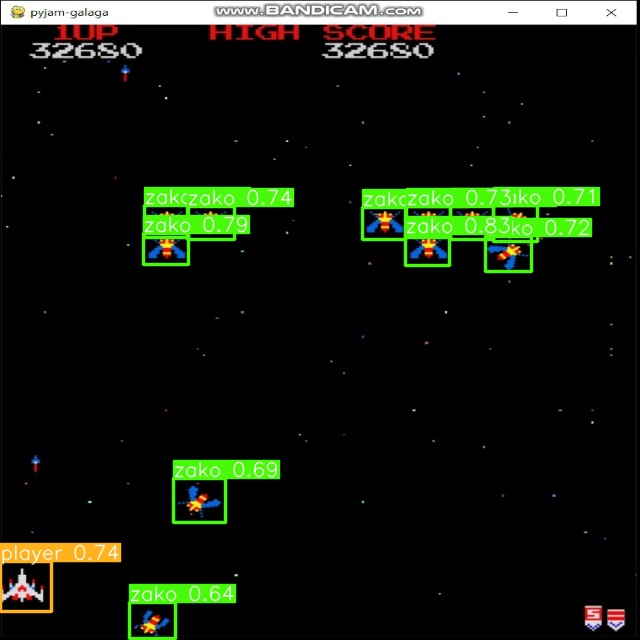 pyjam-galaga
www.BANDICAM.com
1UP HIGH SCORE
32680 32680
zako 0.74
zako 0.73 0.71
zako 0.79
0.83 0.72
zako 0.69
player 0.74
zako 0.64
5